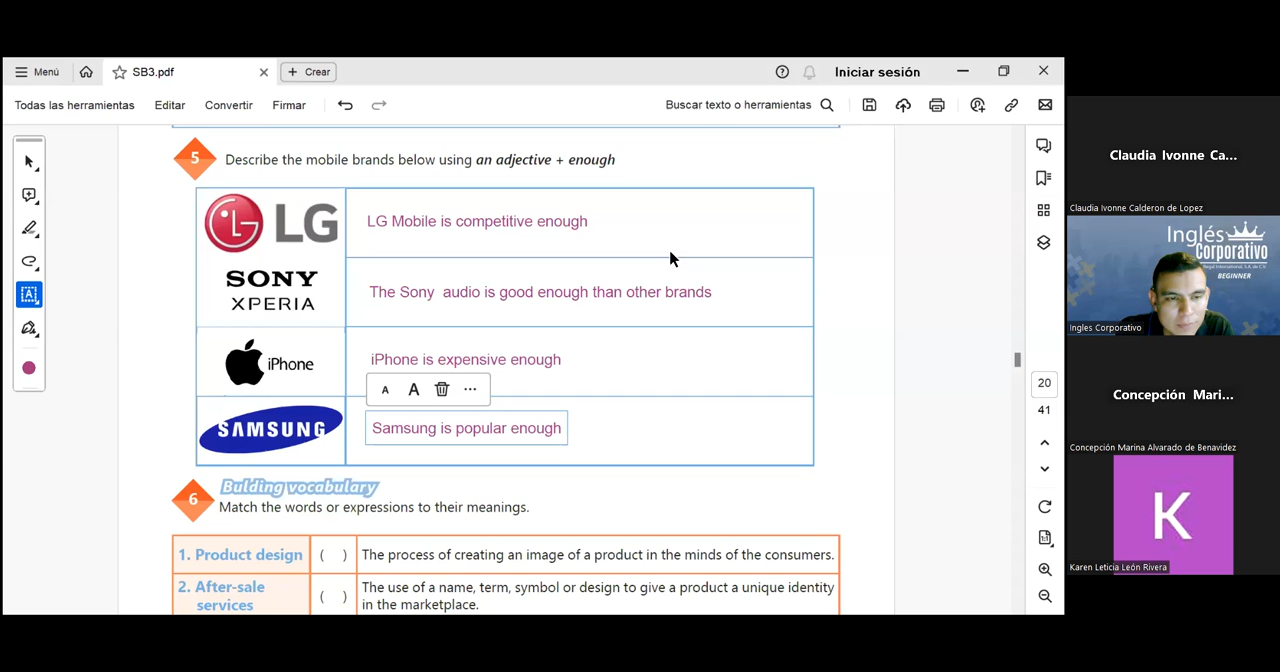 Menú
SB3.pdf
Crear
Iniciar sesión
Todas las herramientas
Editar
Convertir
Firmar
Buscar texto o herramientas
5
Describe the mobile brands below using an adjective + enough
LG
LG Mobile is competitive enough
SONY
XPERIA
The Sony audio is good enough than other brands
iPhone
iPhone is expensive enough
A A
SAMSUNG
Samsung is popular enough
6
Bulding vocabulary
Match the words or expressions to their meanings.
1. Product design ( ) The process of creating an image of a product in the minds of the consumers.
2. After-sale
services
( )
The use of a name, term, symbol or design to give a product a unique identity
in the marketplace.
20
41
Claudia Ivonne Ca...
Claudia Ivonne Calderon de Lopez
Inglés
Corporativo
BEGINNER
Ingles Corporativo
Concepción Mari...
Concepción Marina Alvarado de Benavidez
K
Karen Leticia León Rivera